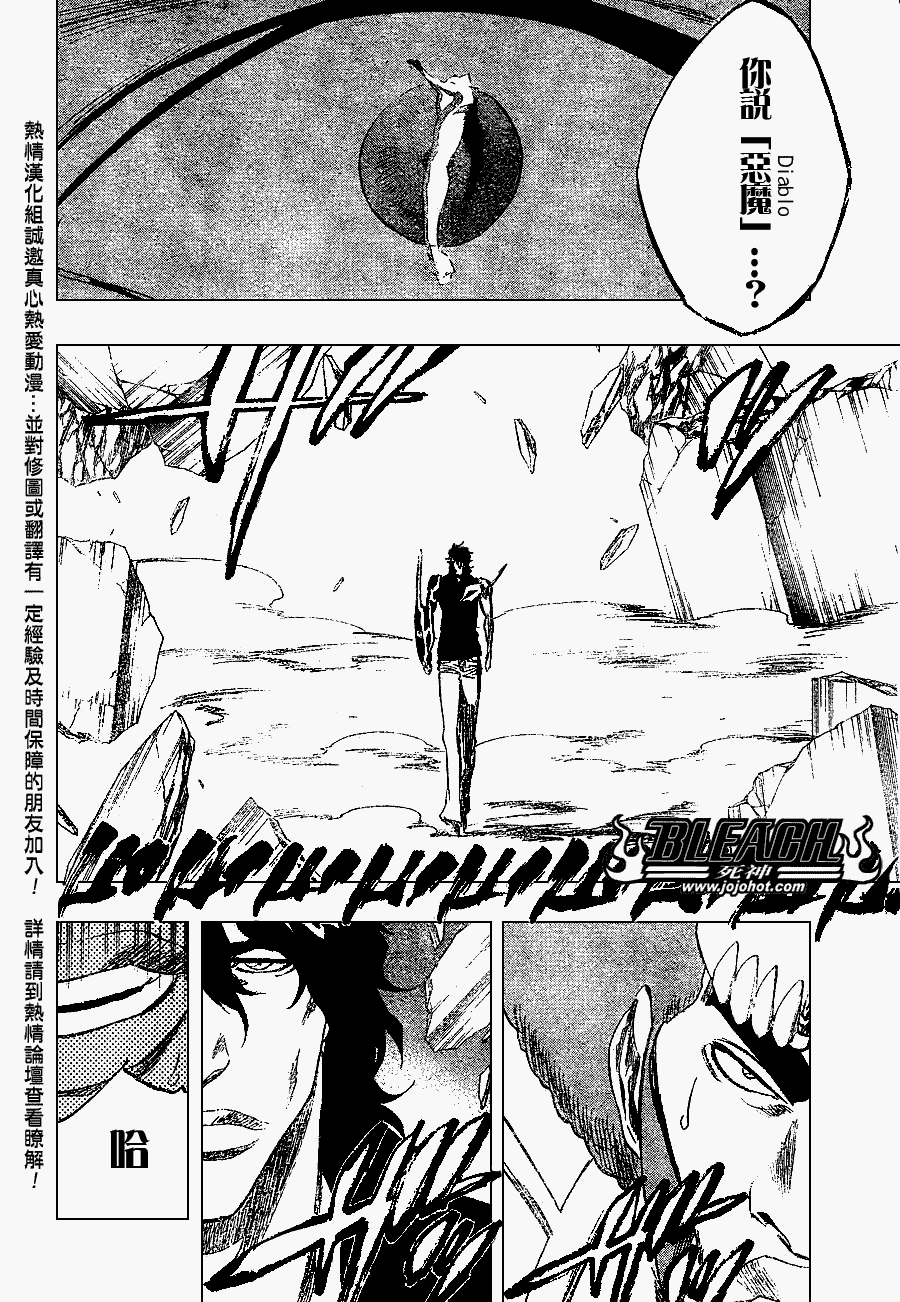 你説
「惡魔」
Diablo
…?
BLEACH
死神
www.jojohot.com
哈
熱情漢化組誠邀真心熱愛動漫…並對修圖或翻譯有一定經驗及時間保障的朋友加入！
詳情請到熱情論壇查看瞭解！